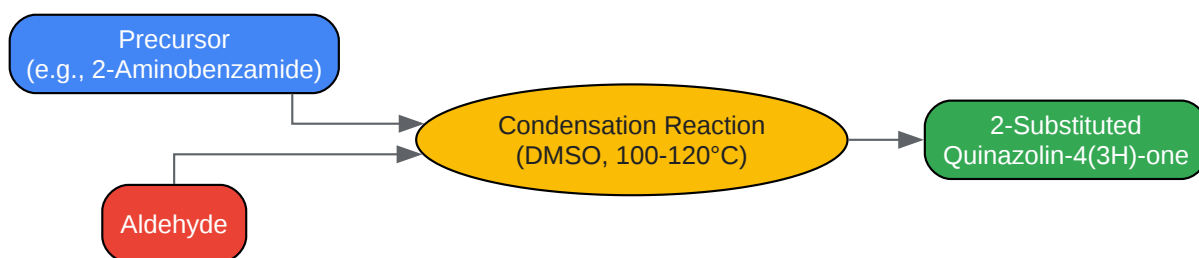 Precursor
(e.g., 2-Aminobenzamide)
Aldehyde
Condensation Reaction
(DMSO, 100-120°C)
2-Substituted
Quinazolin-4(3H)-one